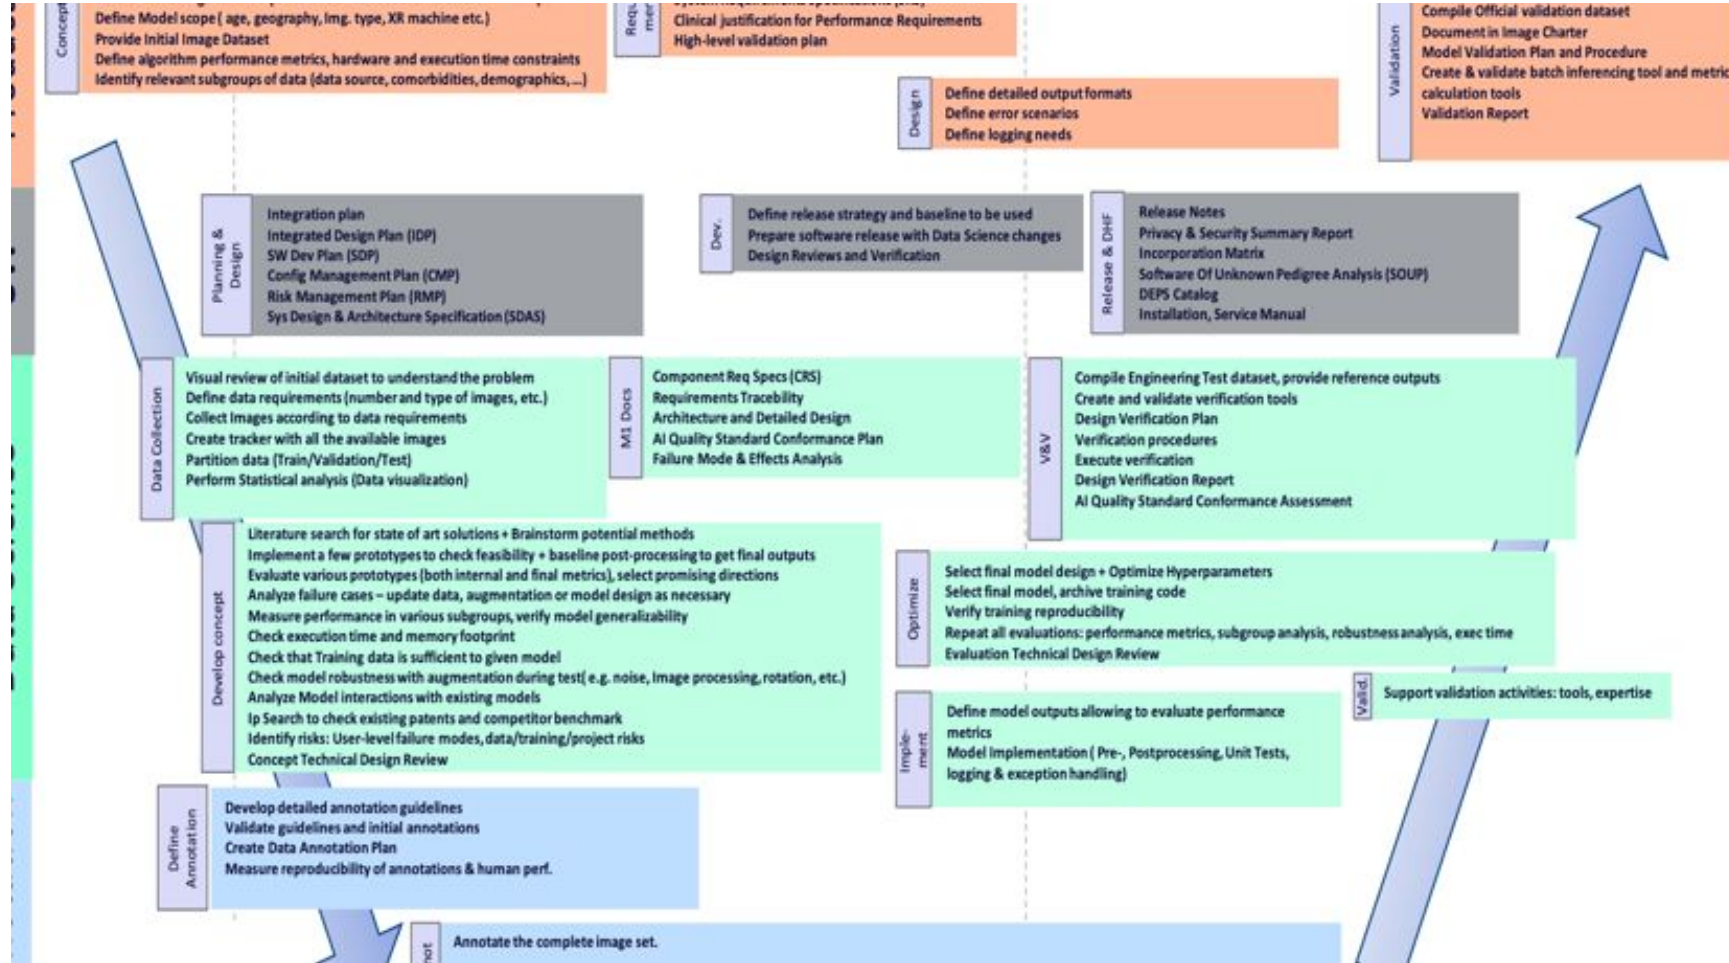 Concept
Define Model scope ( age, geography, Img. type, XR machine etc.)
Provide Initial Image Dataset
Define algorithm performance metrics, hardware and execution time constraints
Identify relevant subgroups of data (data source, comorbidities, demographics, ...)
Clinical justification for Performance Requirements
High-level validation plan
Design
Define detailed output formats
Define error scenarios
Define logging needs
Validation
Compile Official validation dataset
Document in Image Charter
Model Validation Plan and Procedure
Create & validate batch inferencing tool and metric
calculation tools
Validation Report
Planning &
Design
Integration plan
Integrated Design Plan (IDP)
SW Dev Plan (SDP)
Config Management Plan (CMP)
Risk Management Plan (RMP)
Sys Design & Architecture Specification (SDAS)
Dev.
Define release strategy and baseline to be used
Prepare software release with Data Science changes
Design Reviews and Verification
Release & DHF
Release Notes
Privacy & Security Summary Report
Incorporation Matrix
Software Of Unknown Pedigree Analysis (SOUP)
DEPS Catalog
Installation, Service Manual
Data Collection
Visual review of initial dataset to understand the problem
Define data requirements (number and type of images, etc.)
Collect Images according to data requirements
Create tracker with all the available images
Partition data (Train/Validation/Test)
Perform Statistical analysis (Data visualization)
M1 Docs
Component Req Specs (CRS)
Requirements Tracebility
Architecture and Detailed Design
AI Quality Standard Conformance Plan
Failure Mode & Effects Analysis
V&V
Compile Engineering Test dataset, provide reference outputs
Create and validate verification tools
Design Verification Plan
Verification procedures
Execute verification
Design Verification Report
AI Quality Standard Conformance Assessment
Develop concept
Literature search for state of art solutions + Brainstorm potential methods
Implement a few prototypes to check feasibility + baseline post-processing to get final outputs
Evaluate various prototypes (both internal and final metrics), select promising directions
Analyze failure cases – update data, augmentation or model design as necessary
Measure performance in various subgroups, verify model generalizability
Check execution time and memory footprint
Check that Training data is sufficient to given model
Check model robustness with augmentation during test( e.g. noise, Image processing, rotation, etc.)
Analyze Model interactions with existing models
Ip Search to check existing patents and competitor benchmark
Identify risks: User-level failure modes, data/training/project risks
Concept Technical Design Review
Optimize
Select final model design + Optimize Hyperparameters
Select final model, archive training code
Verify training reproducibility
Repeat all evaluations: performance metrics, subgroup analysis, robustness analysis, exec time
Evaluation Technical Design Review
Valid.
Support validation activities: tools, expertise
Imple-
ment
Define model outputs allowing to evaluate performance
metrics
Model Implementation ( Pre-, Postprocessing, Unit Tests,
logging & exception handling)
Define
Annotation
Develop detailed annotation guidelines
Validate guidelines and initial annotations
Create Data Annotation Plan
Measure reproducibility of annotations & human perf.
Annotate the complete image set.